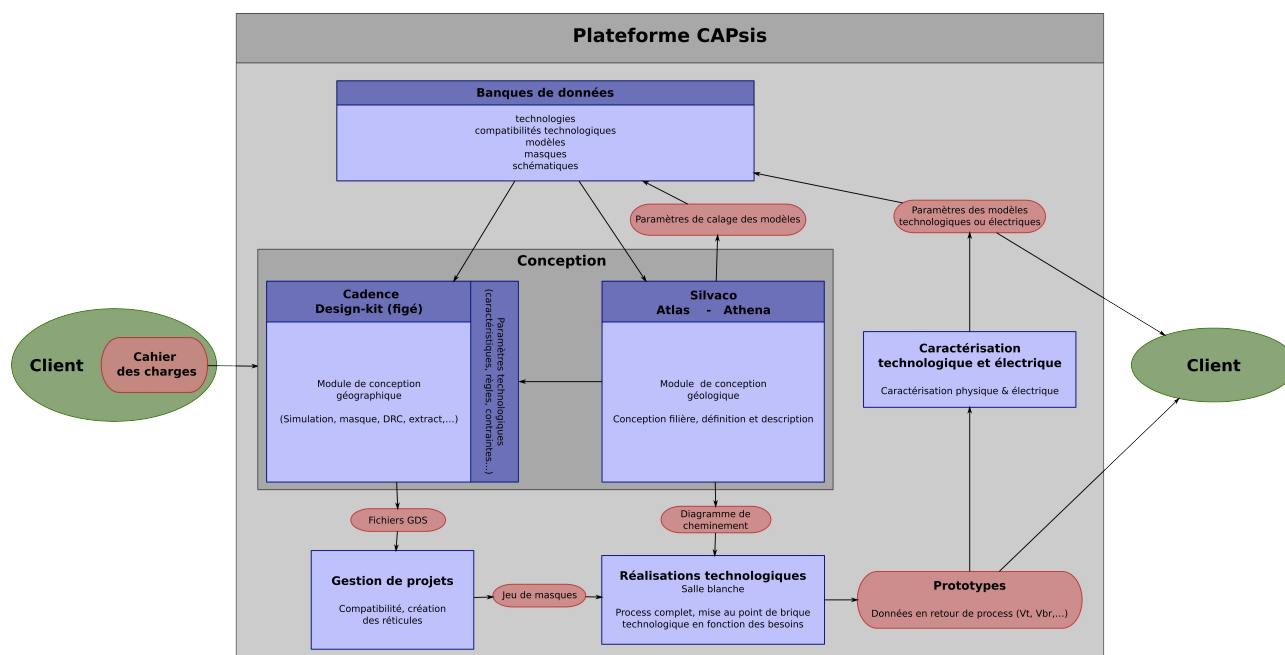 Plateforme CAPsis
Banques de données
technologies
compatibilités technologiques
modèles
masques
schématiques
Paramètres de calage des modèles
Paramètres des modèles
technologiques ou électriques
Conception
Cadence
Design-kit (figé)
Module de conception
géographique
(Simulation, masque, DRC, extract,...)
Paramètres technologiques
(caractéristiques, règles, contraintes...)
Silvaco
Atlas - Athena
Module de conception
géologique
Conception filière, définition et description
Client
Cahier
des charges
Caractérisation
technologique et électrique
Caractérisation physique & électrique
Client
Fichiers GDS
Diagramme de
cheminement
Gestion de projets
Compatibilité, création
des réticules
Jeu de masques
Réalisations technologiques
Salle blanche
Process complet, mise au point de brique
technologique en fonction des besoins
Prototypes
Données en retour de process (Vt, Vbr,...)